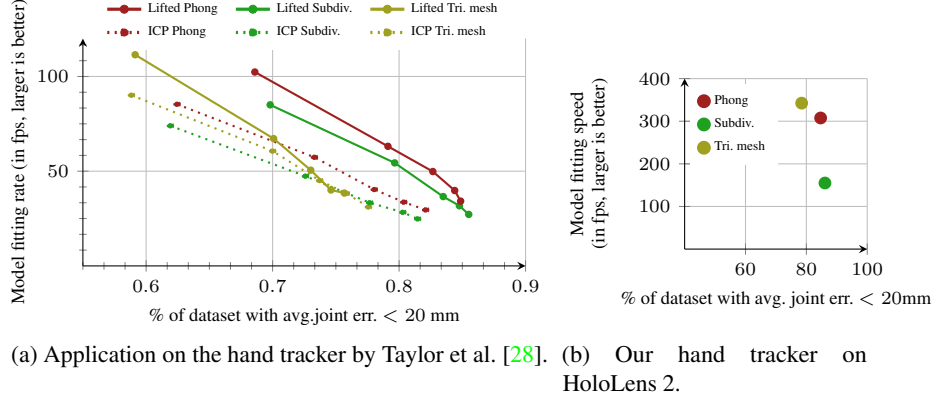 Lifted Phong Lifted Subdiv. Lifted Tri. mesh
ICP Phong ICP Subdiv. ICP Tri. mesh
Model fitting rate (in fps, larger is better)
100
50
0.6 0.7 0.8 0.9
% of dataset with avg.joint err. < 20 mm
(a) Application on the hand tracker by Taylor et al. [28].
Model fitting speed
(in fps, larger is better)
400
300
200
100
Phong
Subdiv.
Tri. mesh
60 80 100
% of dataset with avg. joint err. < 20mm
(b) Our hand tracker on
HoloLens 2.